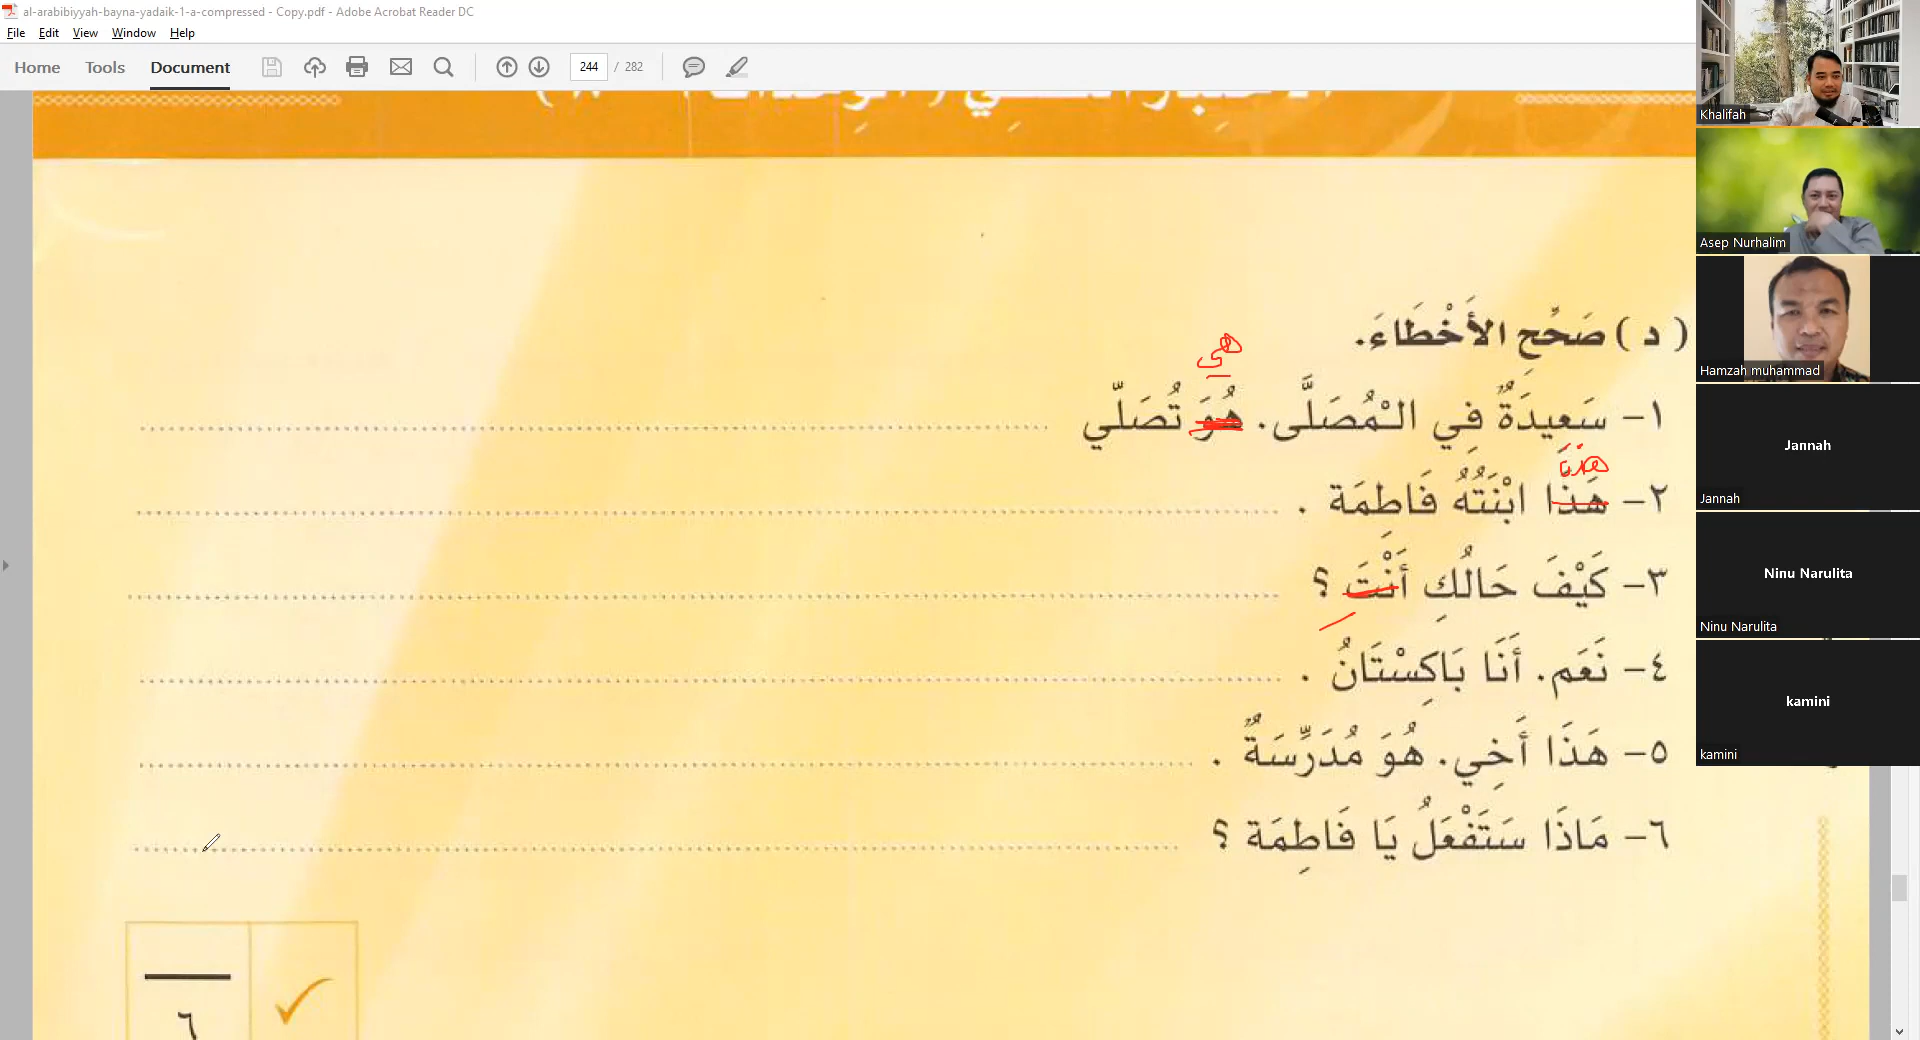 al-arabibiyyah-bayna-yadaik-1-a-compressed - Copy.pdf - Adobe Acrobat Reader DC
File Edit View Window Help
Home Tools Document 244 / 282
( د ) صَحِّحِ الأَخْطَاءَ.
هي
١- سَعِيدَةٌ فِي الْمُصَلَّى. هُوَ تُصَلِّي
هذه
٢- هَذَا ابْنَتُهُ فَاطِمَة .
٣- كَيْفَ حَالُكِ أَنْتَ ؟
٤- نَعَم. أَنَا بَاكِسْتَانُ .
٥- هَذَا أَخِي. هُوَ مُدَرِّسَةٌ .
٦- مَاذَا سَتَفْعَلُ يَا فَاطِمَة ؟
٦
Khalifah
Asep Nurhalim
Hamzah muhammad
Jannah
Jannah
Ninu Narulita
Ninu Narulita
kamini
kamini